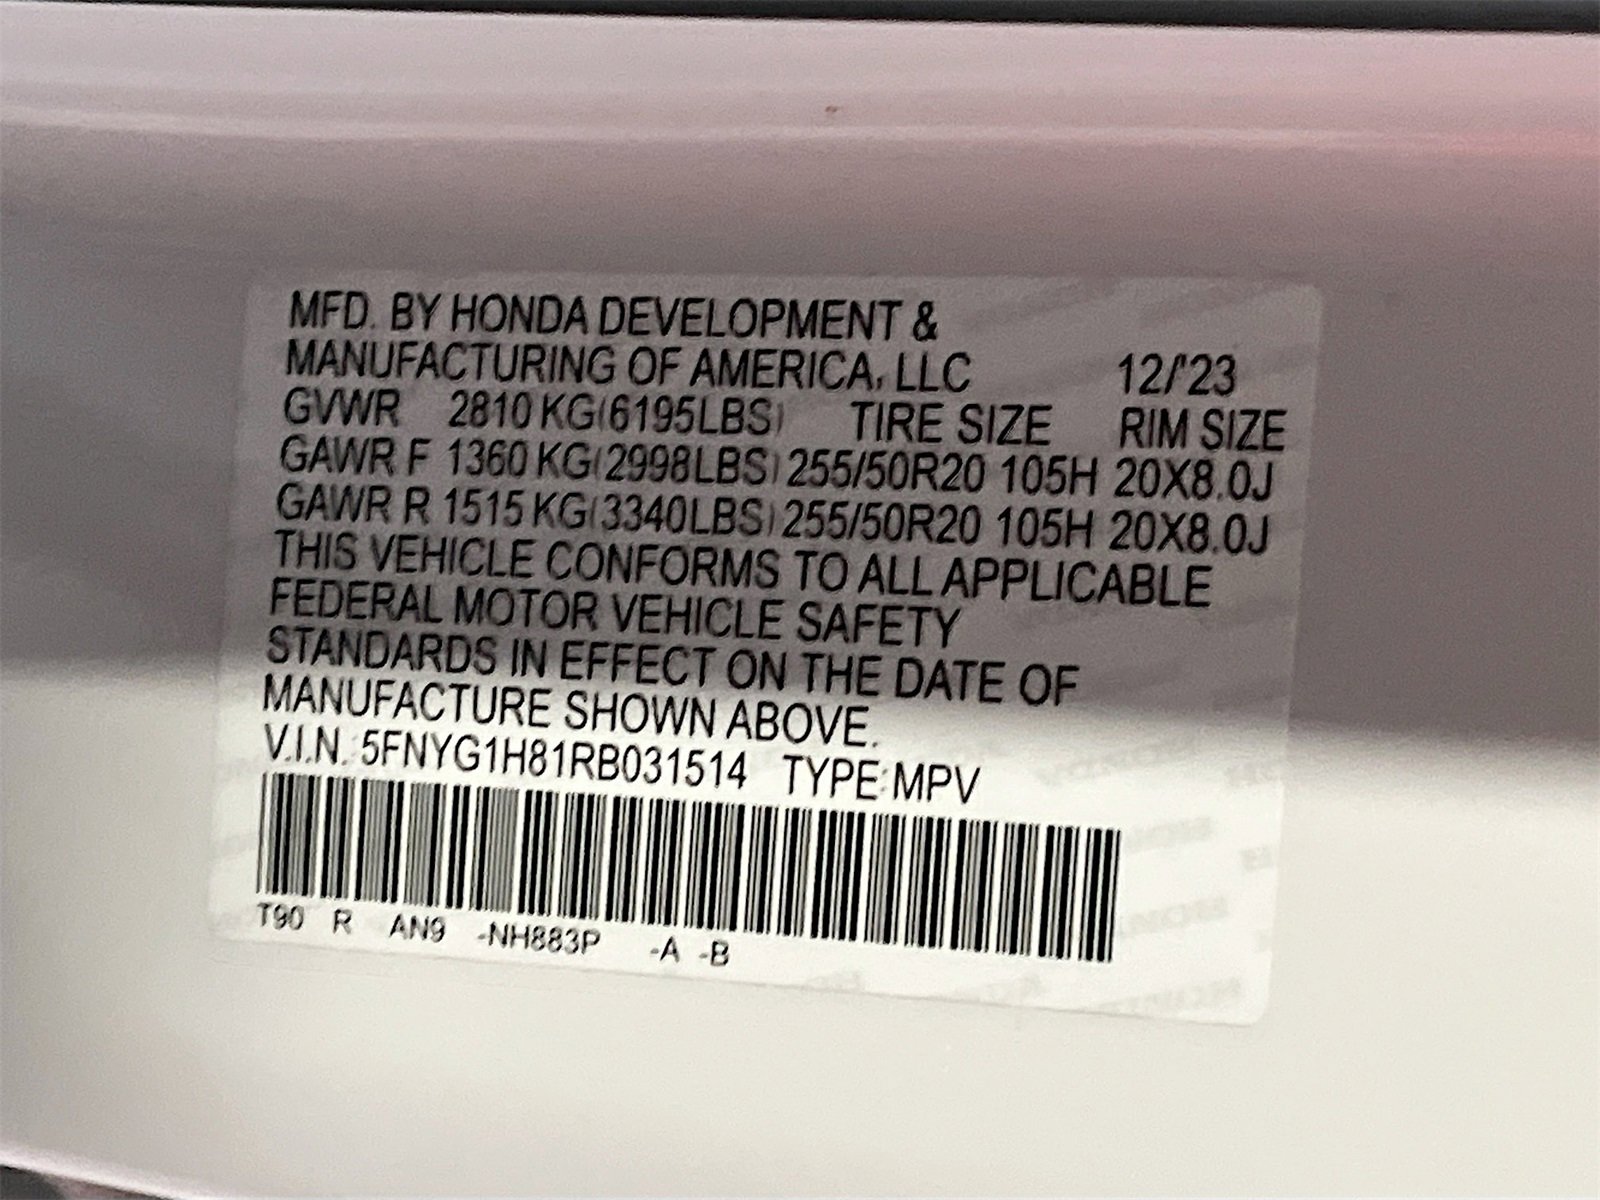 MFD. BY HONDA DEVELOPMENT &
MANUFACTURING OF AMERICA, LLC 12/'23
GVWR 2810 KG(6195LBS) TIRE SIZE RIM SIZE
GAWR F 1360 KG(2998LBS) 255/50R20 105H 20X8.0J
GAWR R 1515 KG(3340LBS) 255/50R20 105H 20X8.0J
THIS VEHICLE CONFORMS TO ALL APPLICABLE
FEDERAL MOTOR VEHICLE SAFETY
STANDARDS IN EFFECT ON THE DATE OF
MANUFACTURE SHOWN ABOVE.
V.I.N. 5FNYG1H81RB031514 TYPE:MPV
T90 R AN9 -NH883P -A -B